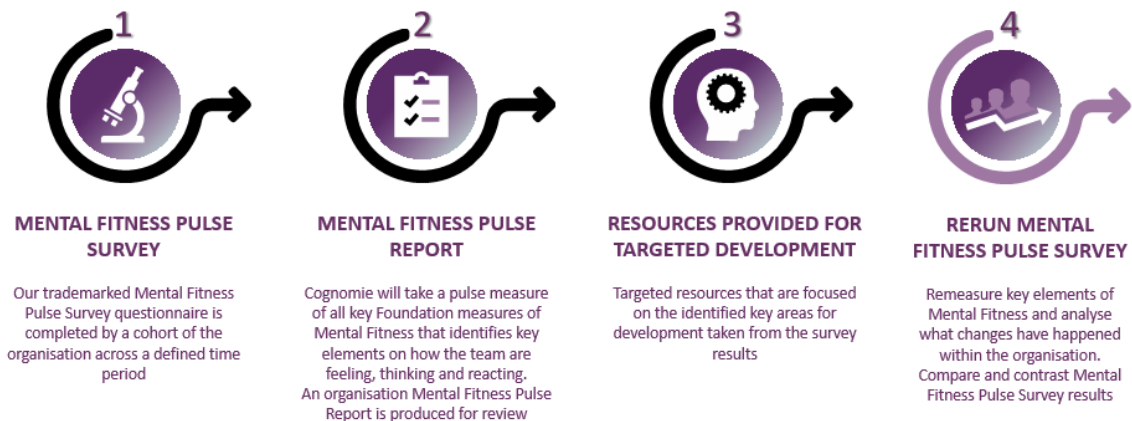 1
MENTAL FITNESS PULSE
SURVEY
Our trademarked Mental Fitness
Pulse Survey questionnaire is
completed by a cohort of the
organisation across a defined time
period
2
MENTAL FITNESS PULSE
REPORT
Cognomie will take a pulse measure
of all key Foundation measures of
Mental Fitness that identifies key
elements on how the team are
feeling, thinking and reacting.
An organisation Mental Fitness Pulse
Report is produced for review
3
RESOURCES PROVIDED FOR
TARGETED DEVELOPMENT
Targeted resources that are focused
on the identified key areas for
development taken from the survey
results
4
RERUN MENTAL
FITNESS PULSE SURVEY
Remeasure key elements of
Mental Fitness and analyse
what changes have happened
within the organisation.
Compare and contrast Mental
Fitness Pulse Survey results